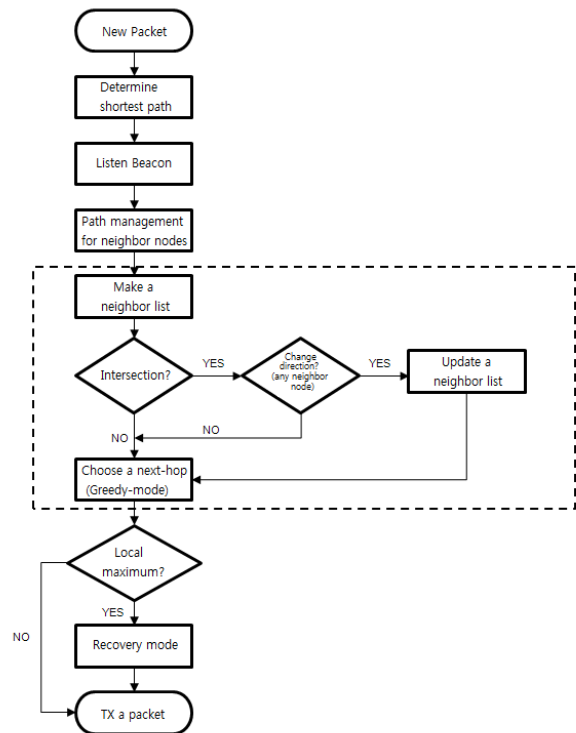 New Packet
Determine
shortest path
Listen Beacon
Path management
for neighbor nodes
Make a
neighbor list
Intersection?
YES
Change
direction?
(any neighbor
node)
YES
Update a
neighbor list
NO
NO
Choose a next-hop
(Greedy-mode)
Local
maximum?
YES
NO
Recovery mode
TX a packet